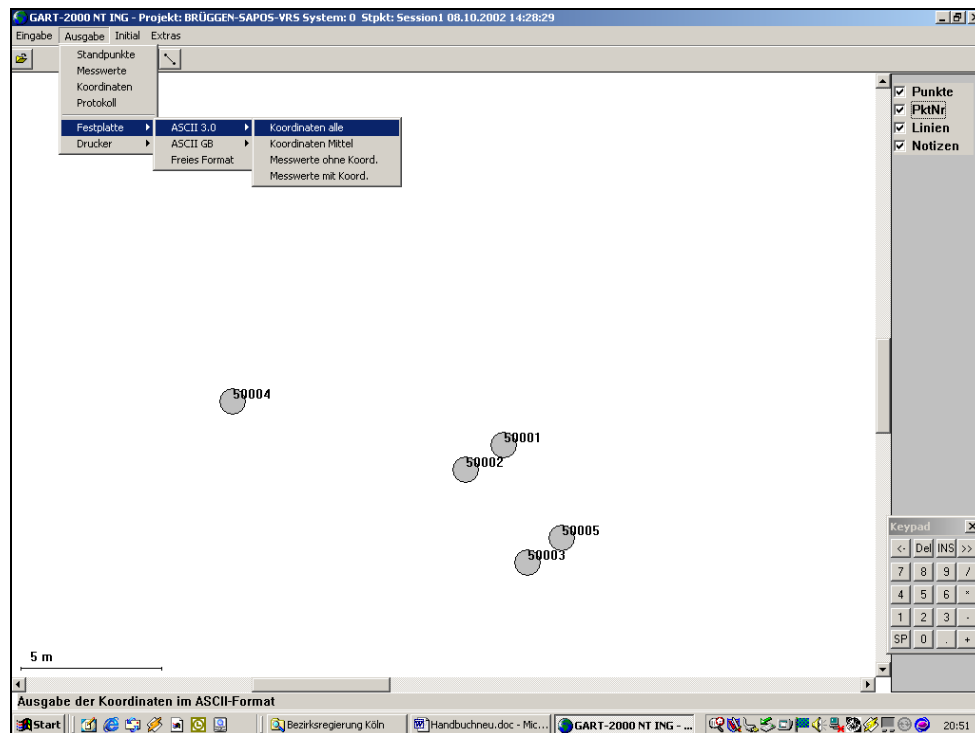 GART-2000 NT ING - Projekt: BRÜGGEN-SAPOS-VRS System: 0 Stpkt: Session1 08.10.2002 14:28:29
Eingabe Ausgabe Initial Extras
Standpunkte
Messwerte
Koordinaten
Protokoll
Festplatte
Drucker
ASCII 3.0
ASCII GB
Freies Format
Koordinaten alle
Koordinaten Mittel
Messwerte ohne Koord.
Messwerte mit Koord.
Punkte
PktNr
Linien
Notizen
50004
50001
50002
50005
50003
Keypad
<- Del INS >>
7 8 9 /
4 5 6 *
1 2 3 -
SP 0 . +
5 m
Ausgabe der Koordinaten im ASCII-Format
Start Bezirksregierung Köln Handbuchneu.doc - Mic... GART-2000 NT ING - ... 20:51